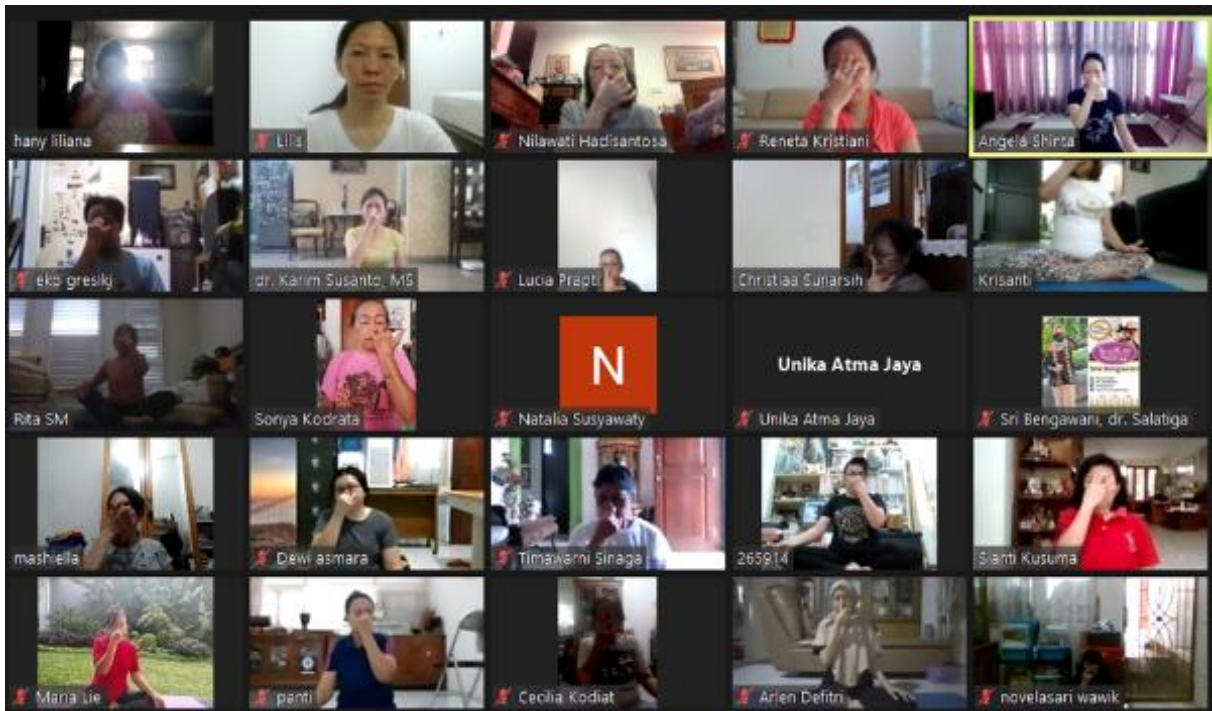 hany liliana
Lilis
Nilawati Hadisantosa
Reneta Kristiani
Angela Shinta
eko gresikj
dr. Karim Susanto, MS
Lucia Prapti
Christiaa Sunarsih
Krisanti
Rita SM
Sonya Kodrata
N
Natalia Susyawaty
Unika Atma Jaya
Unika Atma Jaya
Sri Bengawani, dr. Salatiga
mashiella
Dewi asmara
Timawarni Sinaga
265914
Sianti Kusuma
Maria Lie
panti
Cecilia Kodiat
Arlen Defitri
novelasari wawik